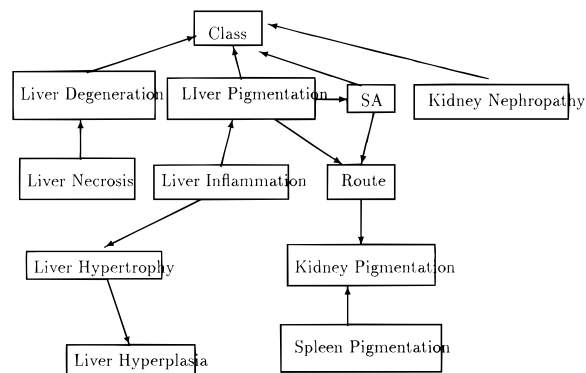 Class
Liver Degeneration
LIver Pigmentation
SA
Kidney Nephropathy
Liver Necrosis
Liver Inflammation
Route
Liver Hypertrophy
Kidney Pigmentation
Liver Hyperplasia
Spleen Pigmentation